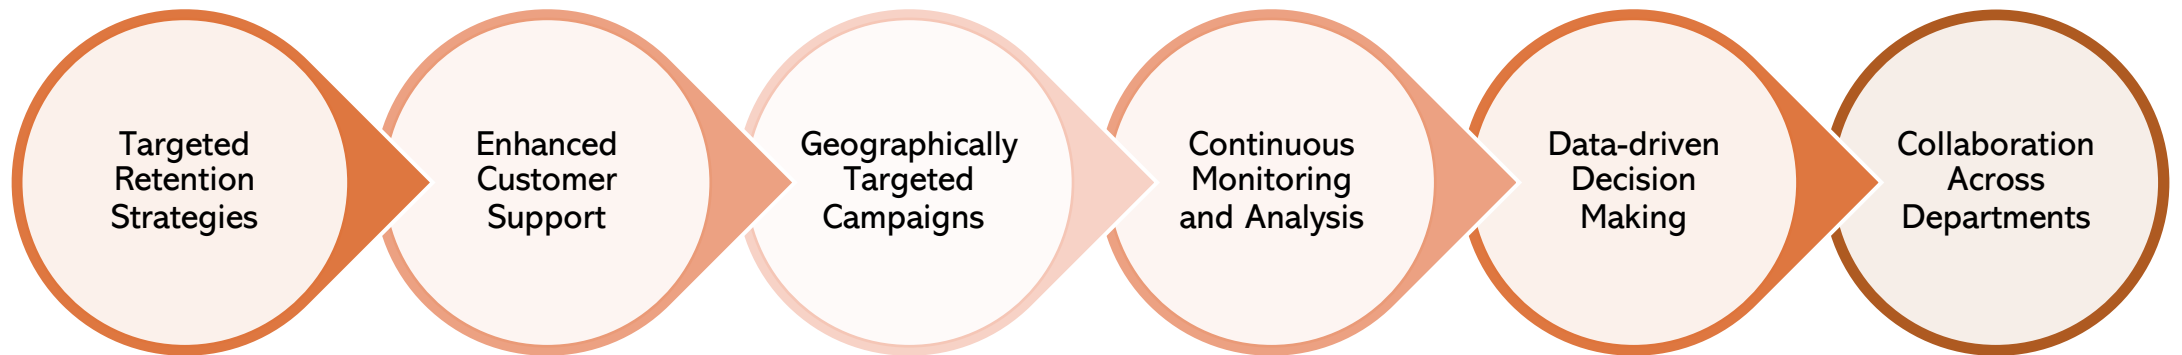 Targeted
Retention
Strategies
Enhanced
Customer
Support
Geographically
Targeted
Campaigns
Continuous
Monitoring
and Analysis
Data-driven
Decision
Making
Collaboration
Across
Departments